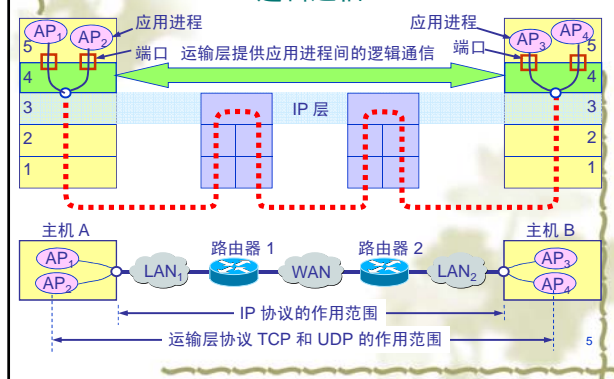 AP1
AP2
应用进程
应用进程
AP3
AP4
5
端口
运输层提供应用进程间的逻辑通信
端口
5
4
4
3
IP 层
3
2
2
1
1
主机 A
主机 B
AP1
AP2
LAN1
路由器 1
WAN
路由器 2
LAN2
AP3
AP4
IP 协议的作用范围
运输层协议 TCP 和 UDP 的作用范围
5